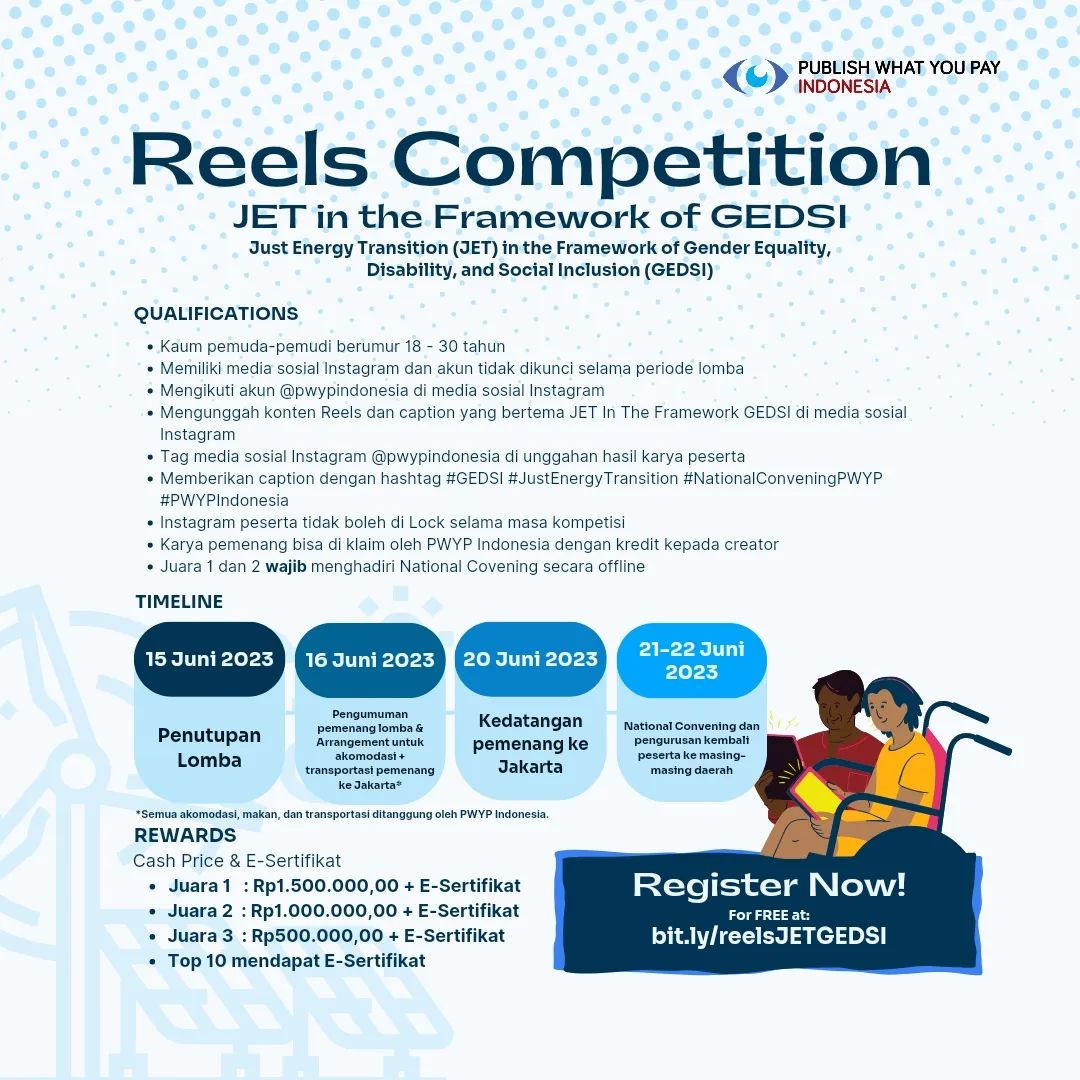 PUBLISH WHAT YOU PAY
INDONESIA
Reels Competition
JET in the Framework of GEDSI
Just Energy Transition (JET) in the Framework of Gender Equality,
Disability, and Social Inclusion (GEDSI)
QUALIFICATIONS
• Kaum pemuda-pemudi berumur 18 - 30 tahun
• Memiliki media sosial Instagram dan akun tidak dikunci selama periode lomba
• Mengikuti akun @pwypindonesia di media sosial Instagram
• Mengunggah konten Reels dan caption yang bertema JET In The Framework GEDSI di media sosial
Instagram
• Tag media sosial Instagram @pwypindonesia di unggahan hasil karya peserta
• Memberikan caption dengan hashtag #GEDSI #JustEnergyTransition #NationalConveningPWYP
#PWYPIndonesia
• Instagram peserta tidak boleh di Lock selama masa kompetisi
• Karya pemenang bisa di klaim oleh PWYP Indonesia dengan kredit kepada creator
• Juara 1 dan 2 wajib menghadiri National Covening secara offline
TIMELINE
15 Juni 2023
Penutupan
Lomba
16 Juni 2023
Pengumuman
pemenang lomba &
Arrangement untuk
akomodasi +
transportasi pemenang
ke Jakarta*
20 Juni 2023
Kedatangan
pemenang ke
Jakarta
21-22 Juni
2023
National Convening dan
pengurusan kembali
peserta ke masing-
masing daerah
*Semua akomodasi, makan, dan transportasi ditanggung oleh PWYP Indonesia.
REWARDS
Cash Price & E-Sertifikat
• Juara 1 : Rp1.500.000,00 + E-Sertifikat
• Juara 2 : Rp1.000.000,00 + E-Sertifikat
• Juara 3 : Rp500.000,00 + E-Sertifikat
• Top 10 mendapat E-Sertifikat
Register Now!
For FREE at:
bit.ly/reelsJETGEDSI